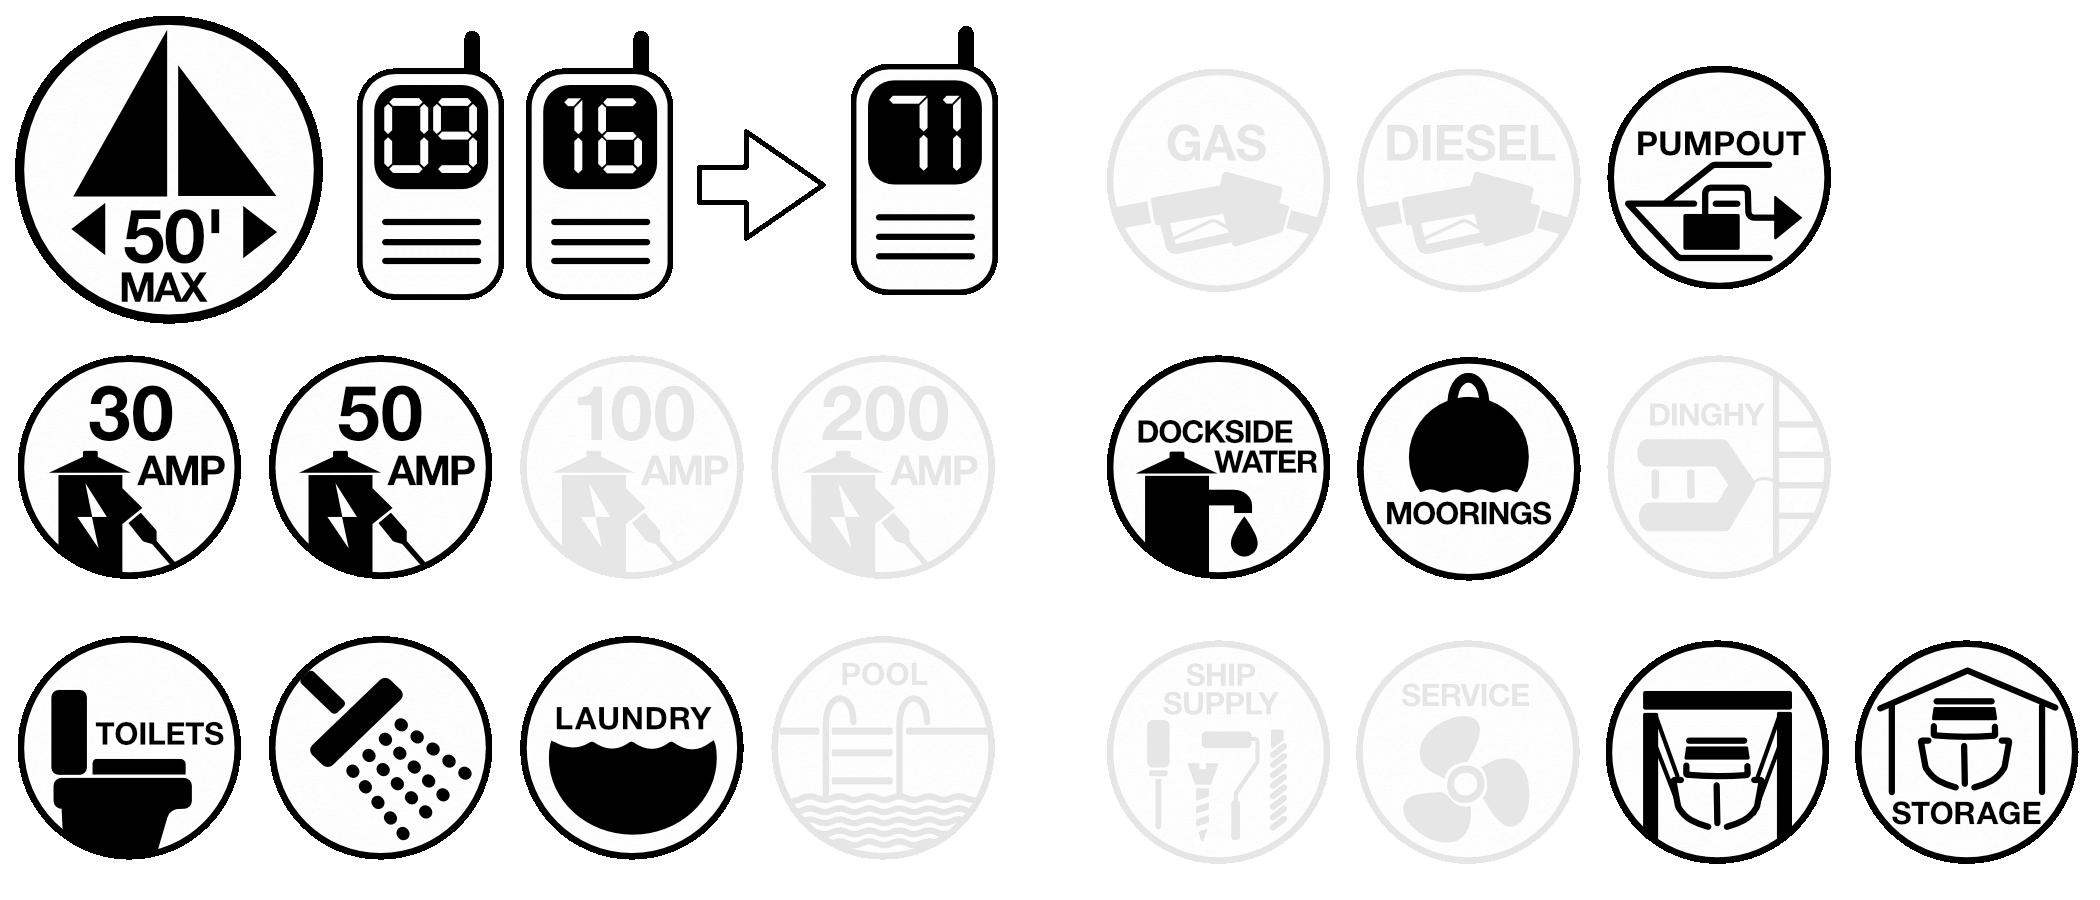 50'
MAX
09
16
71
GAS
DIESEL
PUMPOUT
30
AMP
50
AMP
100
AMP
200
AMP
DOCKSIDE
WATER
MOORINGS
DINGHY
TOILETS
LAUNDRY
POOL
SHIP
SUPPLY
SERVICE
STORAGE